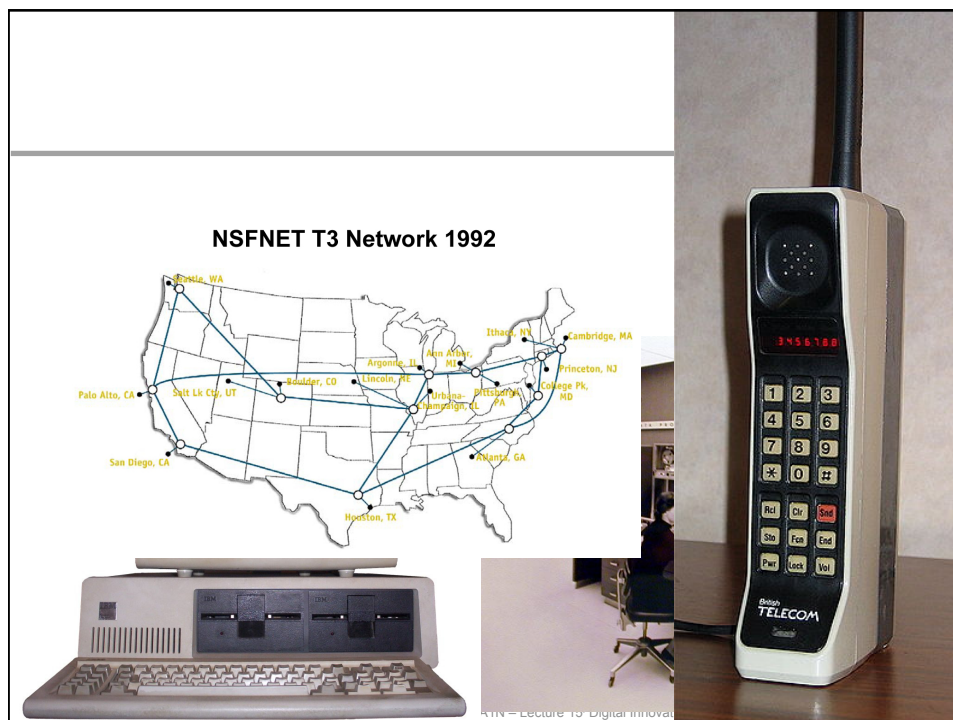 NSFNET T3 Network 1992
Seattle, WA
Ithaca, NY
Cambridge, MA
Ann Arbor, MI
Argonne, IL
Princeton, NJ
Lincoln, NE
Boulder, CO
Salt Lk Cty, UT
Palo Alto, CA
Urbana-Champaign, IL
Pittsburgh, PA
College Pk, MD
San Diego, CA
Atlanta, GA
Houston, TX
IBM
IBM
Lecture 15 Digital Innovat
34567
1 2 3
4 5 6
7 8 9
* 0 #
Rcl Clr Snd
Sto Fcn End
Pwr Lock Vol
British
TELECOM